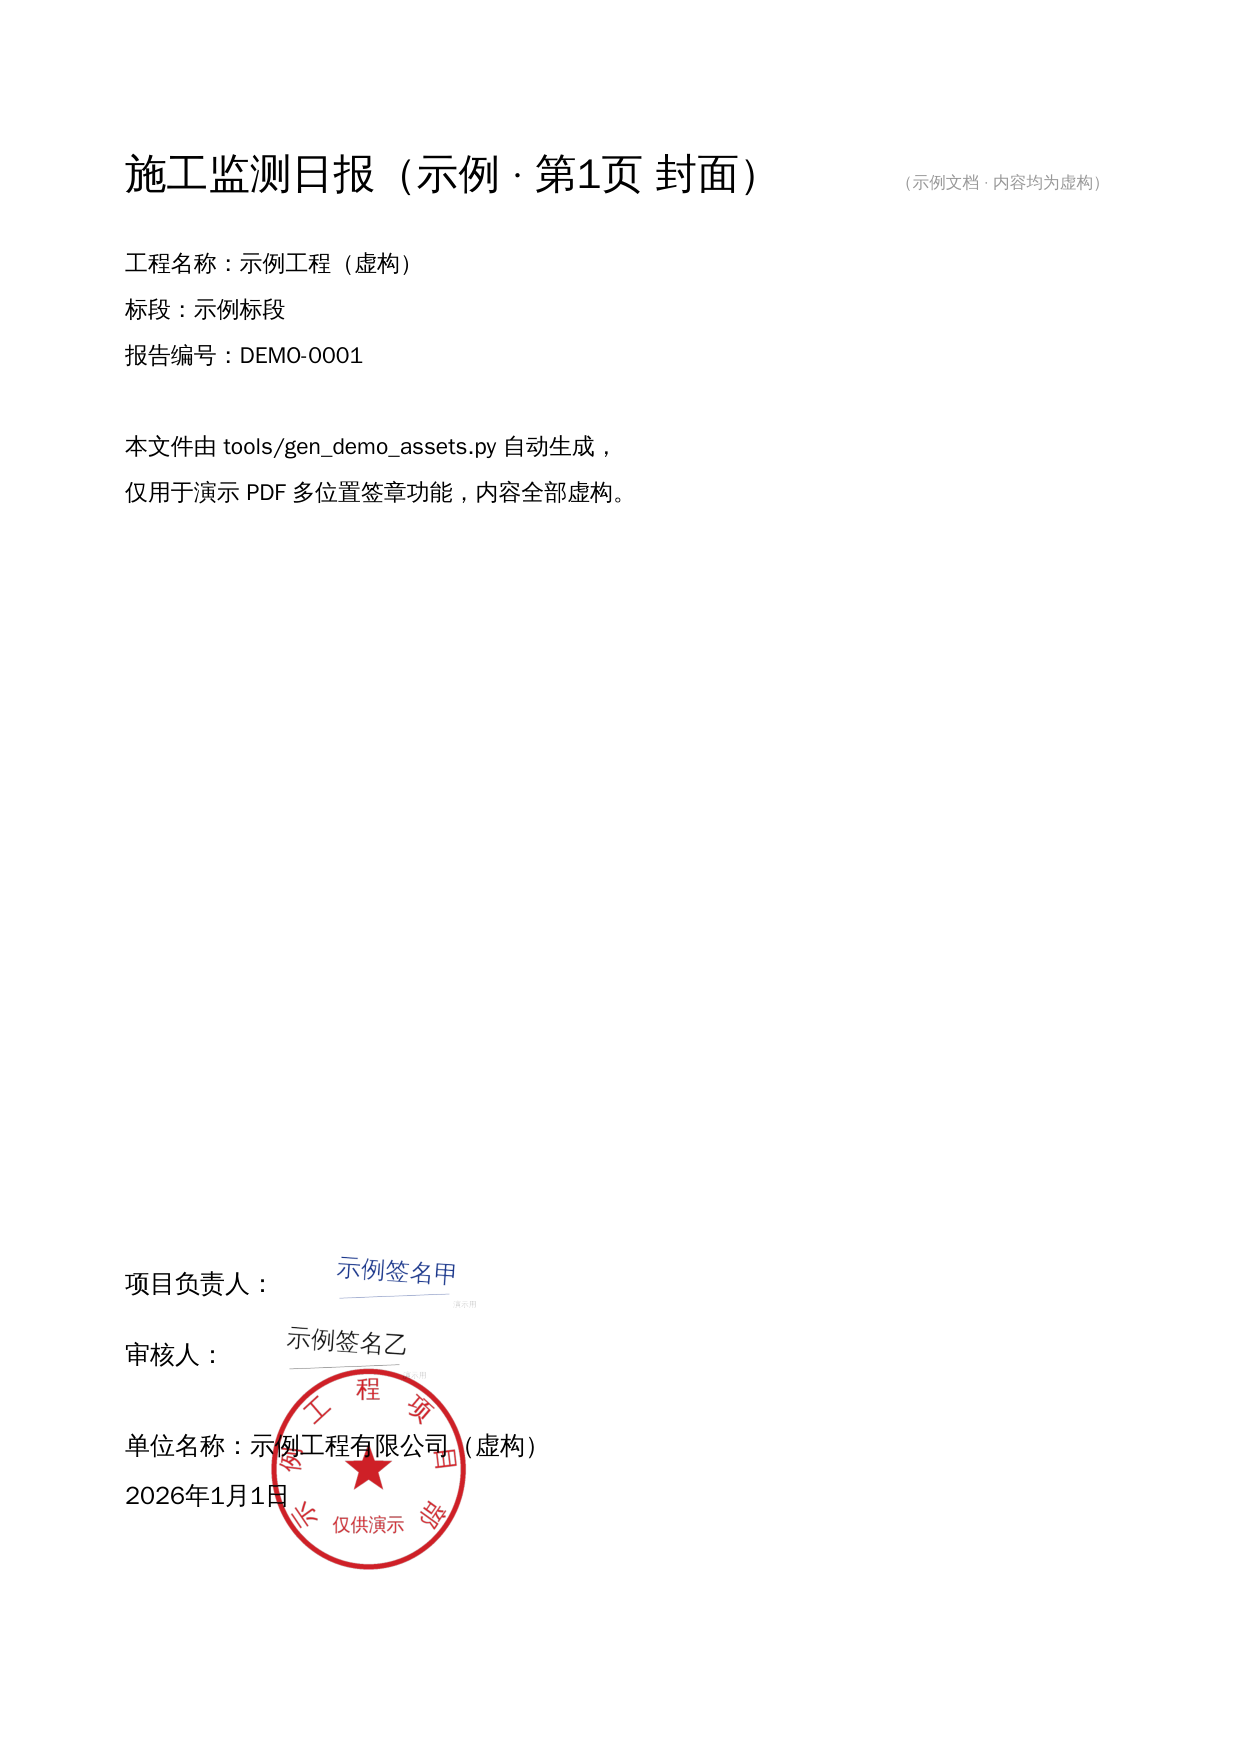 施工监测日报（示例 · 第1页 封面）
（示例文档 · 内容均为虚构）
工程名称：示例工程（虚构）
标段：示例标段
报告编号：DEMO-0001
本文件由 tools/gen_demo_assets.py 自动生成，
仅用于演示 PDF 多位置签章功能，内容全部虚构。
项目负责人：
示例签名甲
演示用
审核人：
示例签名乙
演示用
单位名称：示例工程有限公司（虚构）
2026年1月1日
示例工程项目部
仅供演示